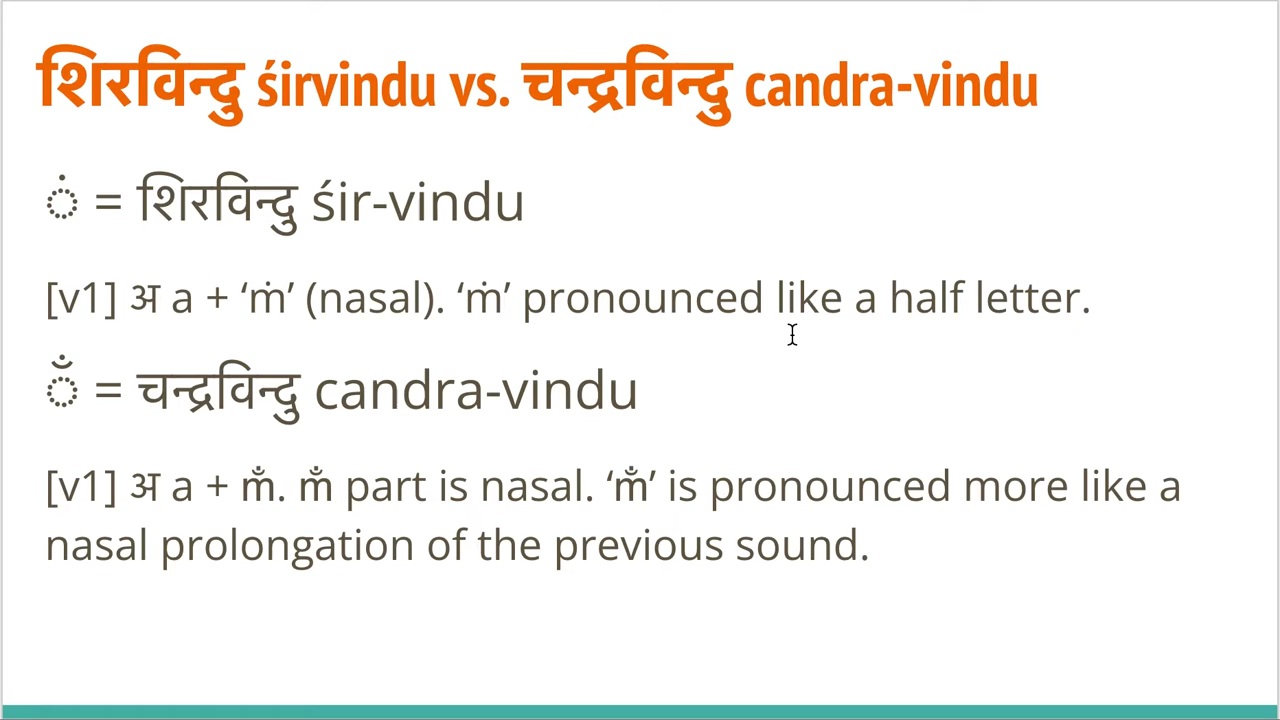 शिरविन्दु śirvindu vs. चन्द्रविन्दु candra-vindu
◌ं = शिरविन्दु śir-vindu
[v1] अ a + ‘ṁ’ (nasal). ‘ṁ’ pronounced like a half letter.
◌ँ = चन्द्रविन्दु candra-vindu
[v1] अ a + m̐. m̐ part is nasal. ‘m̐’ is pronounced more like a
nasal prolongation of the previous sound.